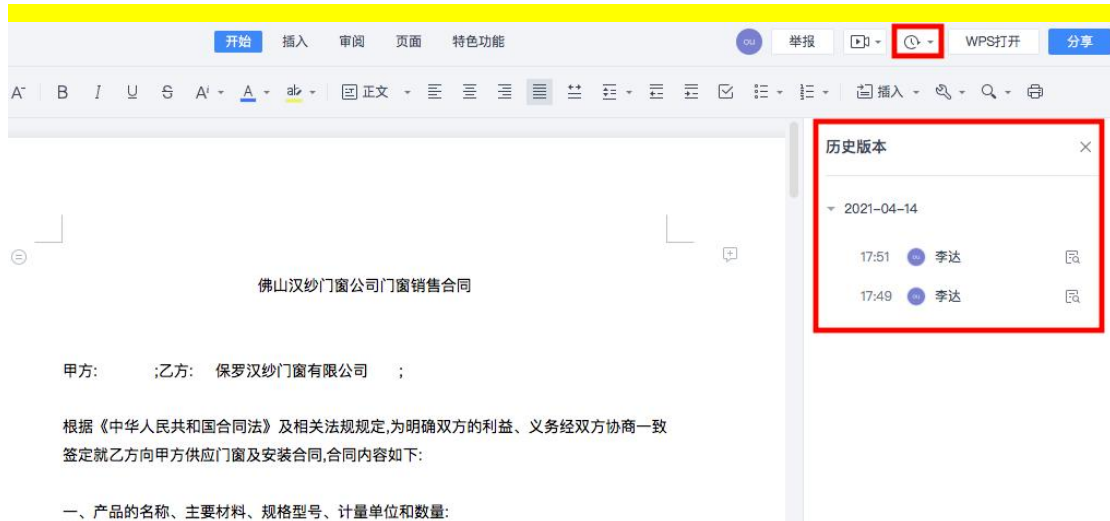 开始 插入 审阅 页面 特色功能 OU 举报 WPS打开 分享
A⁻ B I U S A A ab 正文 插入
历史版本
2021-04-14
17:51 OU 李达
17:49 OU 李达
佛山汉纱门窗公司门窗销售合同
甲方: ;乙方: 保罗汉纱门窗有限公司 ;
根据《中华人民共和国合同法》及相关法规规定,为明确双方的利益、义务经双方协商一致
签定就乙方向甲方供应门窗及安装合同,合同内容如下:
一、产品的名称、主要材料、规格型号、计量单位和数量: